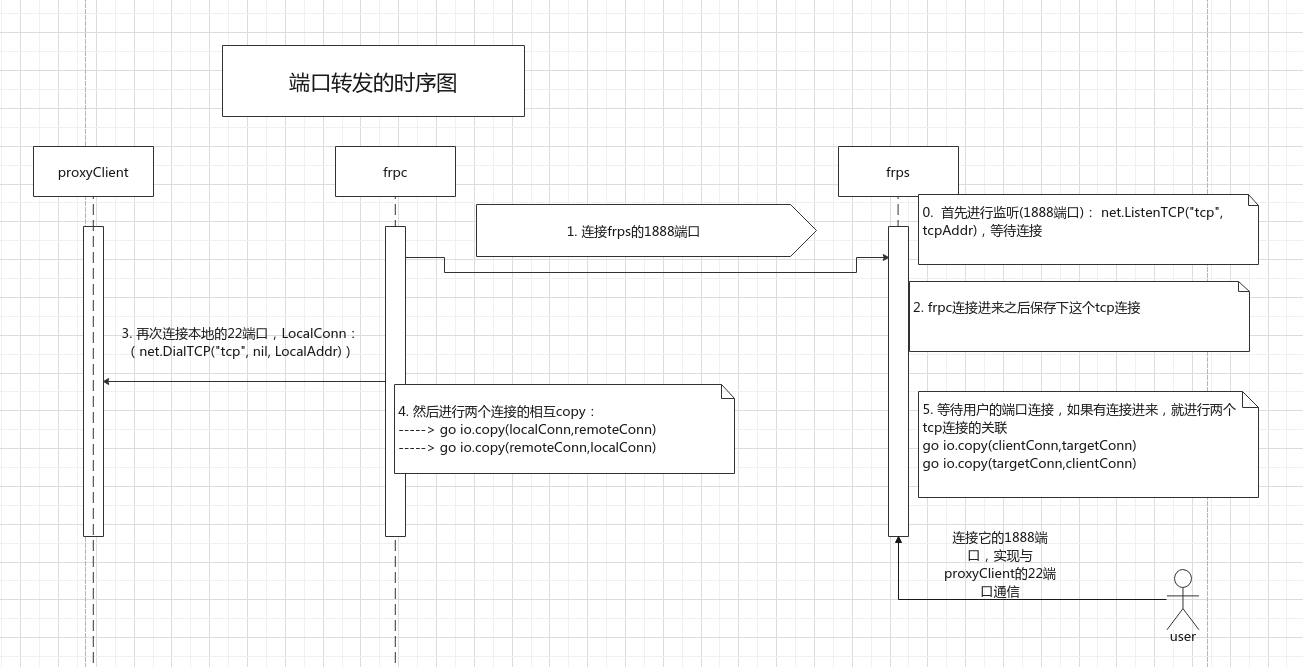 端口转发的时序图
proxyClient
frpc
frps
0.  首先进行监听(1888端口)： net.ListenTCP("tcp",
tcpAddr)，等待连接
1. 连接frps的1888端口
2. frpc连接进来之后保存下这个tcp连接
3. 再次连接本地的22端口，LocalConn：
（ net.DialTCP("tcp", nil, LocalAddr) ）
4. 然后进行两个连接的相互copy：
-----> go io.copy(localConn,remoteConn)
-----> go io.copy(remoteConn,localConn)
5. 等待用户的端口连接，如果有连接进来，就进行两个
tcp连接的关联
go io.copy(clientConn,targetConn)
go io.copy(targetConn,clientConn)
连接它的1888端
口，实现与
proxyClient的22端
口通信
user